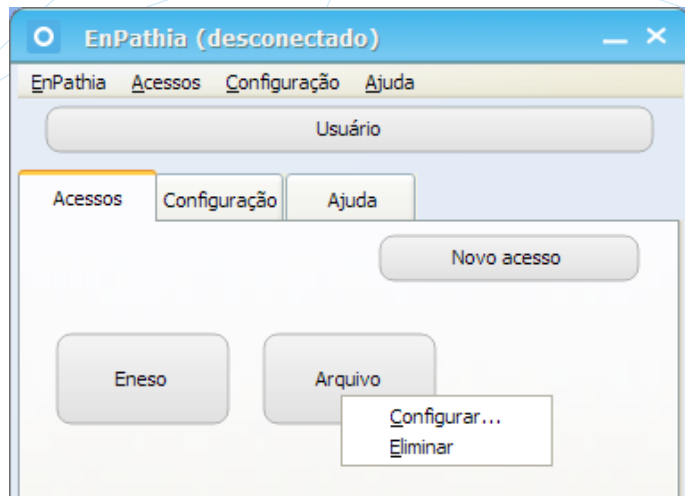 EnPathia (desconectado)
EnPathia Acessos Configuração Ajuda
Usuário
Acessos Configuração Ajuda
Novo acesso
Eneso Arquivo
Configurar...
Eliminar